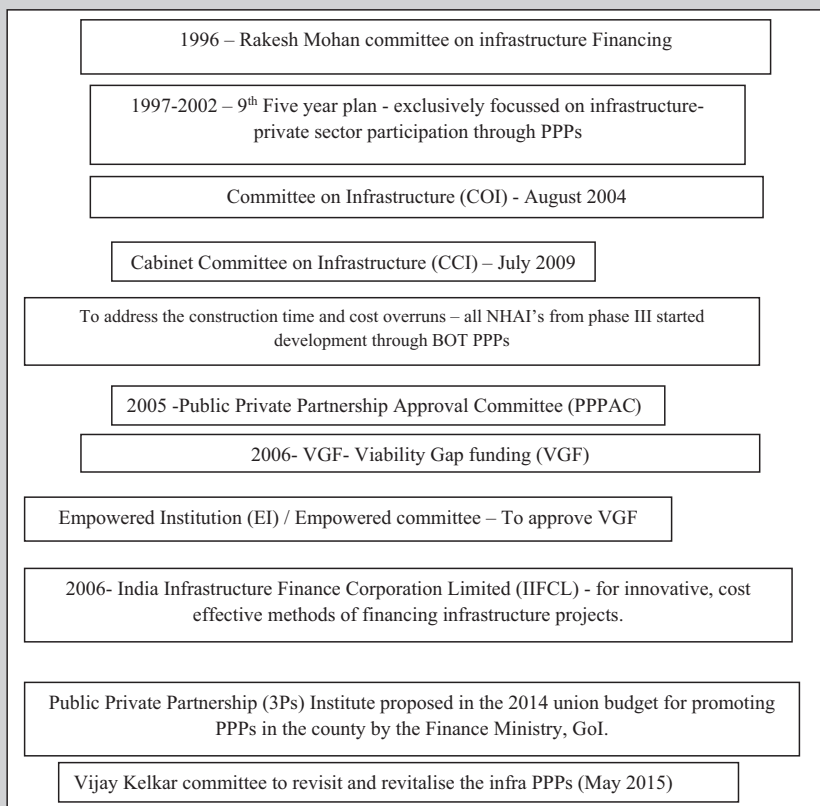 1996 – Rakesh Mohan committee on infrastructure Financing
1997-2002 – 9th Five year plan - exclusively focussed on infrastructure-
private sector participation through PPPs
Committee on Infrastructure (COI) - August 2004
Cabinet Committee on Infrastructure (CCI) – July 2009
To address the construction time and cost overruns – all NHAI’s from phase III started
development through BOT PPPs
2005 -Public Private Partnership Approval Committee (PPPAC)
2006- VGF- Viability Gap funding (VGF)
Empowered Institution (EI) / Empowered committee – To approve VGF
2006- India Infrastructure Finance Corporation Limited (IIFCL) - for innovative, cost
effective methods of financing infrastructure projects.
Public Private Partnership (3Ps) Institute proposed in the 2014 union budget for promoting
PPPs in the county by the Finance Ministry, GoI.
Vijay Kelkar committee to revisit and revitalise the infra PPPs (May 2015)